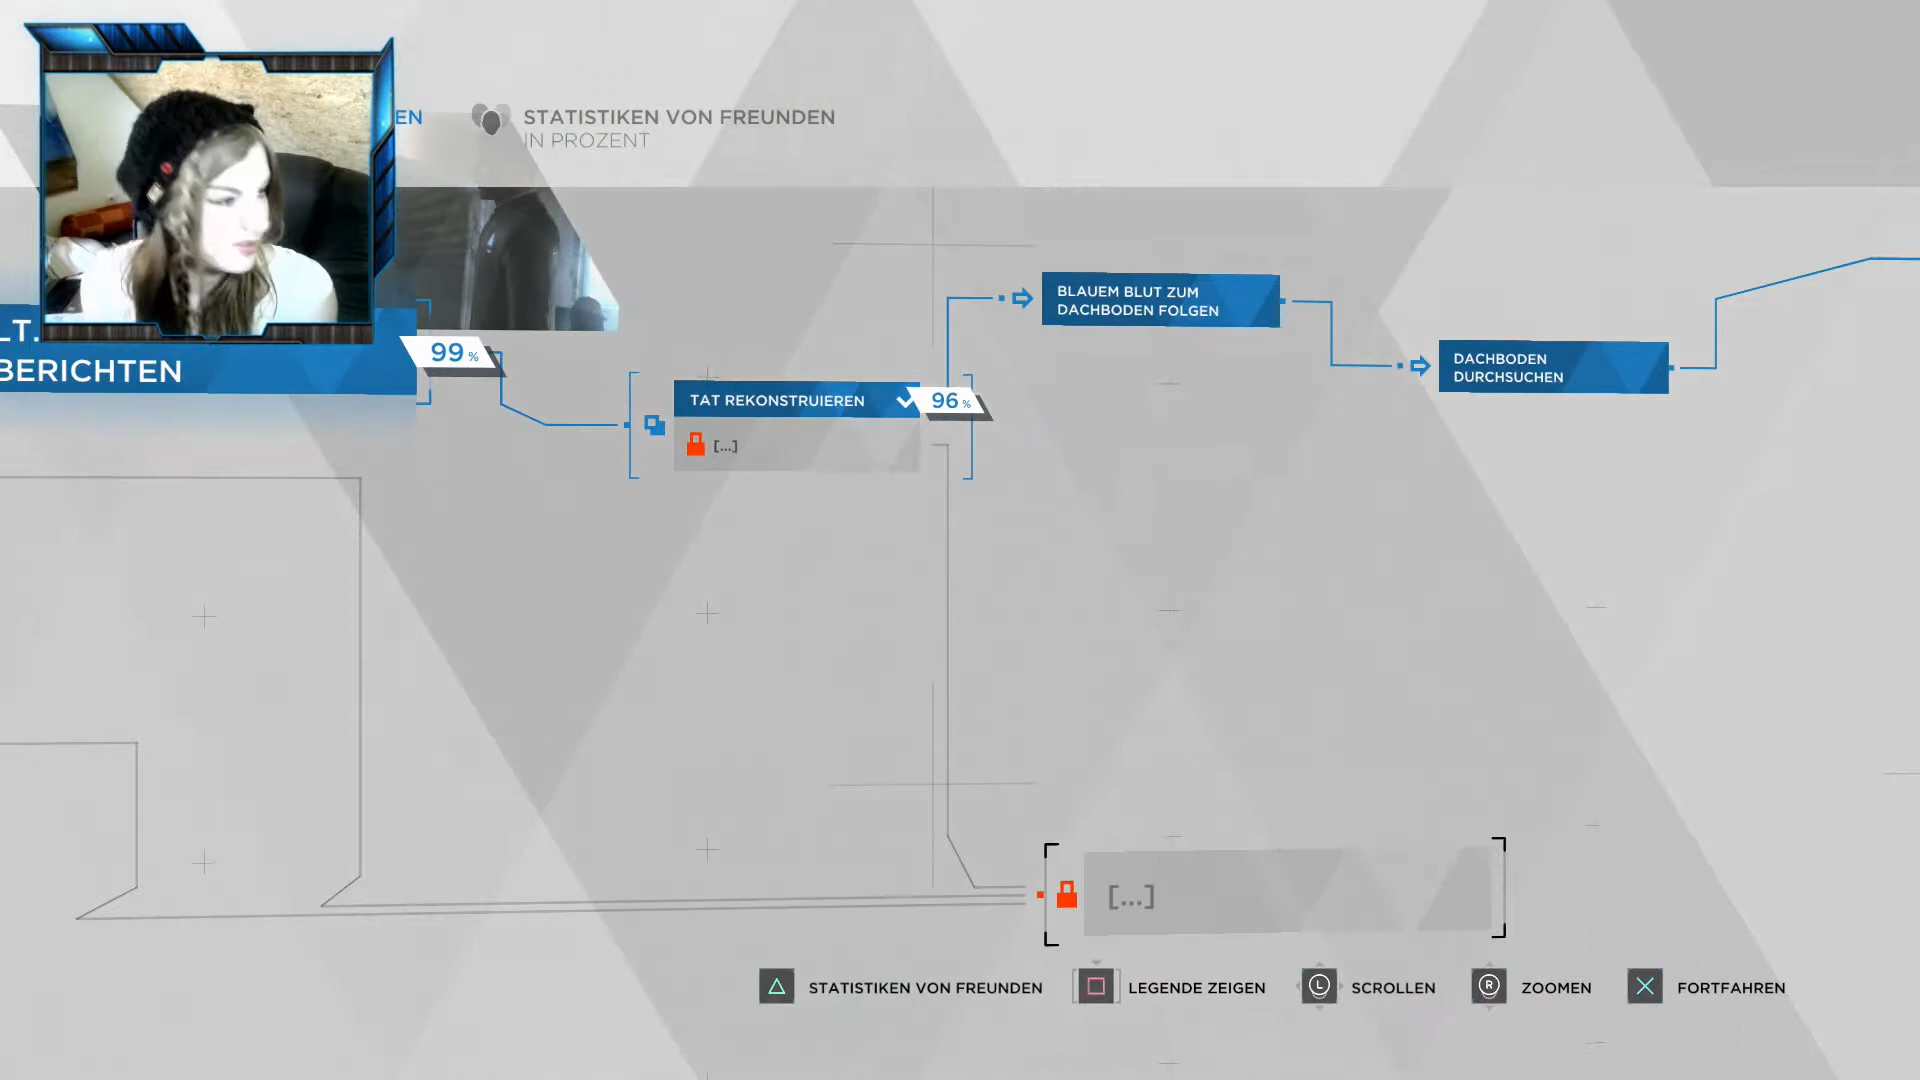 EN
STATISTIKEN VON FREUNDEN
IN PROZENT
LT.
BERICHTEN
99 %
TAT REKONSTRUIEREN
96 %
[...]
BLAUEM BLUT ZUM
DACHBODEN FOLGEN
DACHBODEN
DURCHSUCHEN
[...]
STATISTIKEN VON FREUNDEN
LEGENDE ZEIGEN
L
SCROLLEN
R
ZOOMEN
FORTFAHREN